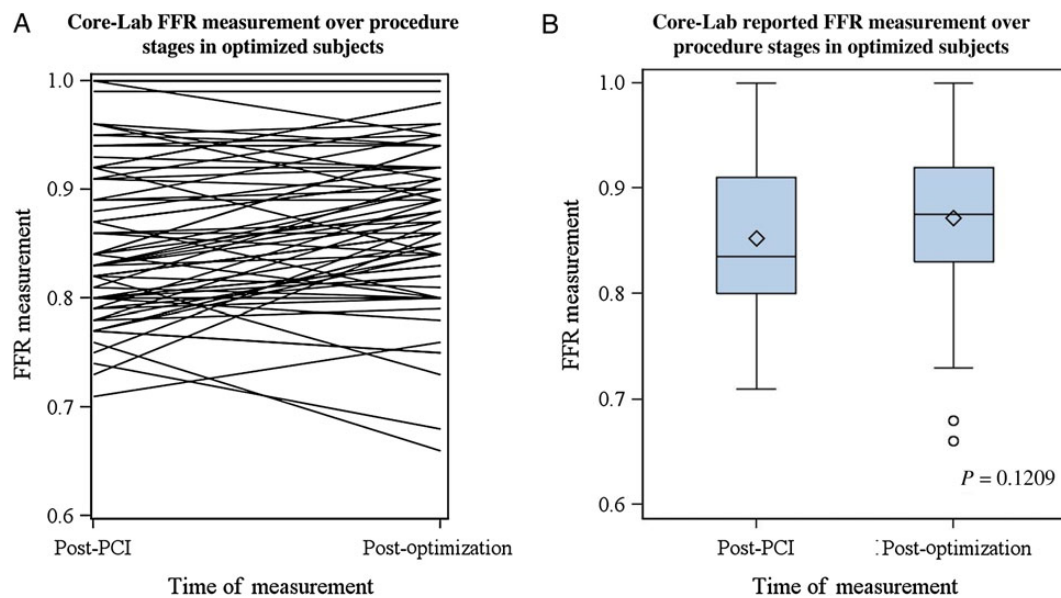 A
Core-Lab FFR measurement over procedure
stages in optimized subjects
1.0
0.9
0.8
0.7
0.6
FFR measurement
Post-PCI
Post-optimization
Time of measurement
B
Core-Lab reported FFR measurement over
procedure stages in optimized subjects
1.0
0.9
0.8
0.7
0.6
FFR measurement
P = 0.1209
Post-PCI
Post-optimization
Time of measurement